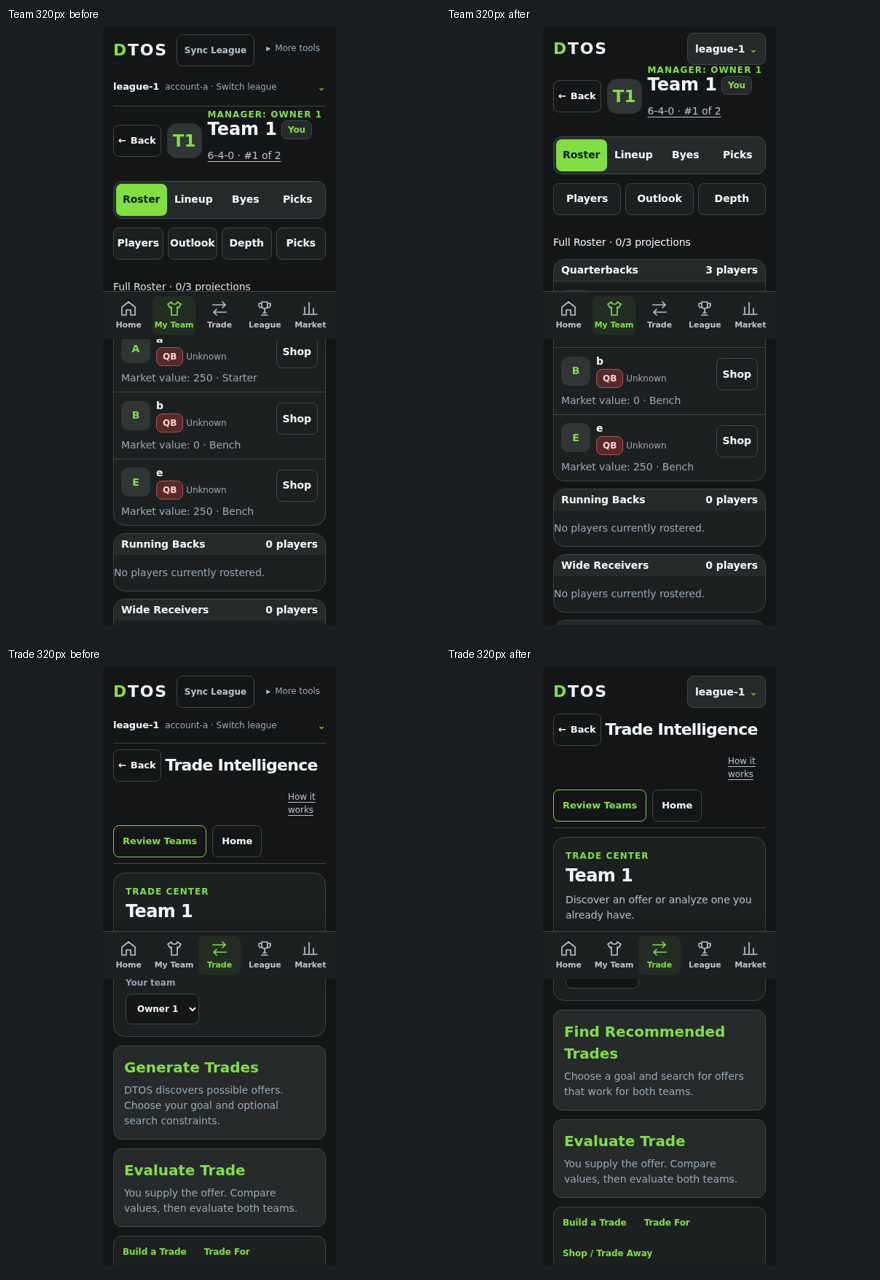 Team 320px before
DTOS
Sync League
▸ More tools
league-1 account-a · Switch league
← Back
T1
MANAGER: OWNER 1
Team 1 You
6-4-0 · #1 of 2
Roster Lineup Byes Picks
Players Outlook Depth Picks
Full Roster · 0/3 projections
Home My Team Trade League Market
A
a
QB Unknown
Shop
Market value: 250 · Starter
B
b
QB Unknown
Shop
Market value: 0 · Bench
E
e
QB Unknown
Shop
Market value: 250 · Bench
Running Backs 0 players
No players currently rostered.
Wide Receivers 0 players
Team 320px after
DTOS
league-1
← Back
T1
MANAGER: OWNER 1
Team 1 You
6-4-0 · #1 of 2
Roster Lineup Byes Picks
Players Outlook Depth
Full Roster · 0/3 projections
Quarterbacks 3 players
Home My Team Trade League Market
B
b
QB Unknown
Shop
Market value: 0 · Bench
E
e
QB Unknown
Shop
Market value: 250 · Bench
Running Backs 0 players
No players currently rostered.
Wide Receivers 0 players
No players currently rostered.
Trade 320px before
DTOS
Sync League
▸ More tools
league-1 account-a · Switch league
← Back
Trade Intelligence
How it
works
Review Teams Home
TRADE CENTER
Team 1
Home My Team Trade League Market
Your team
Owner 1
Generate Trades
DTOS discovers possible offers.
Choose your goal and optional
search constraints.
Evaluate Trade
You supply the offer. Compare
values, then evaluate both teams.
Build a Trade Trade For
Trade 320px after
DTOS
league-1
← Back
Trade Intelligence
How it
works
Review Teams Home
TRADE CENTER
Team 1
Discover an offer or analyze one you
already have.
Home My Team Trade League Market
Find Recommended
Trades
Choose a goal and search for offers
that work for both teams.
Evaluate Trade
You supply the offer. Compare
values, then evaluate both teams.
Build a Trade Trade For
Shop / Trade Away